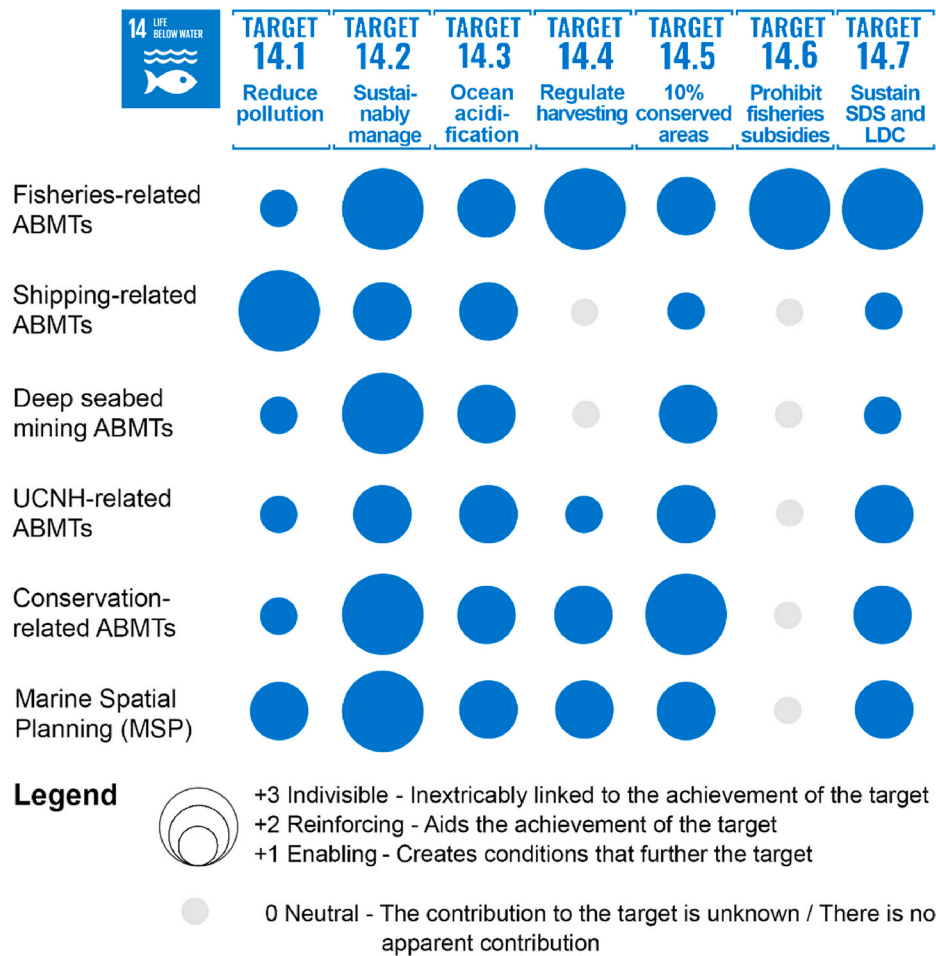 14 LIFE
BELOW WATER
TARGET
14.1
Reduce
pollution
TARGET
14.2
Sustai-
nably
manage
TARGET
14.3
Ocean
acidi-
fication
TARGET
14.4
Regulate
harvesting
TARGET
14.5
10%
conserved
areas
TARGET
14.6
Prohibit
fisheries
subsidies
TARGET
14.7
Sustain
SDS and
LDC
Fisheries-related
ABMTs
Shipping-related
ABMTs
Deep seabed
mining ABMTs
UCNH-related
ABMTs
Conservation-
related ABMTs
Marine Spatial
Planning (MSP)
Legend
+3 Indivisible - Inextricably linked to the achievement of the target
+2 Reinforcing - Aids the achievement of the target
+1 Enabling - Creates conditions that further the target
0 Neutral - The contribution to the target is unknown / There is no
apparent contribution